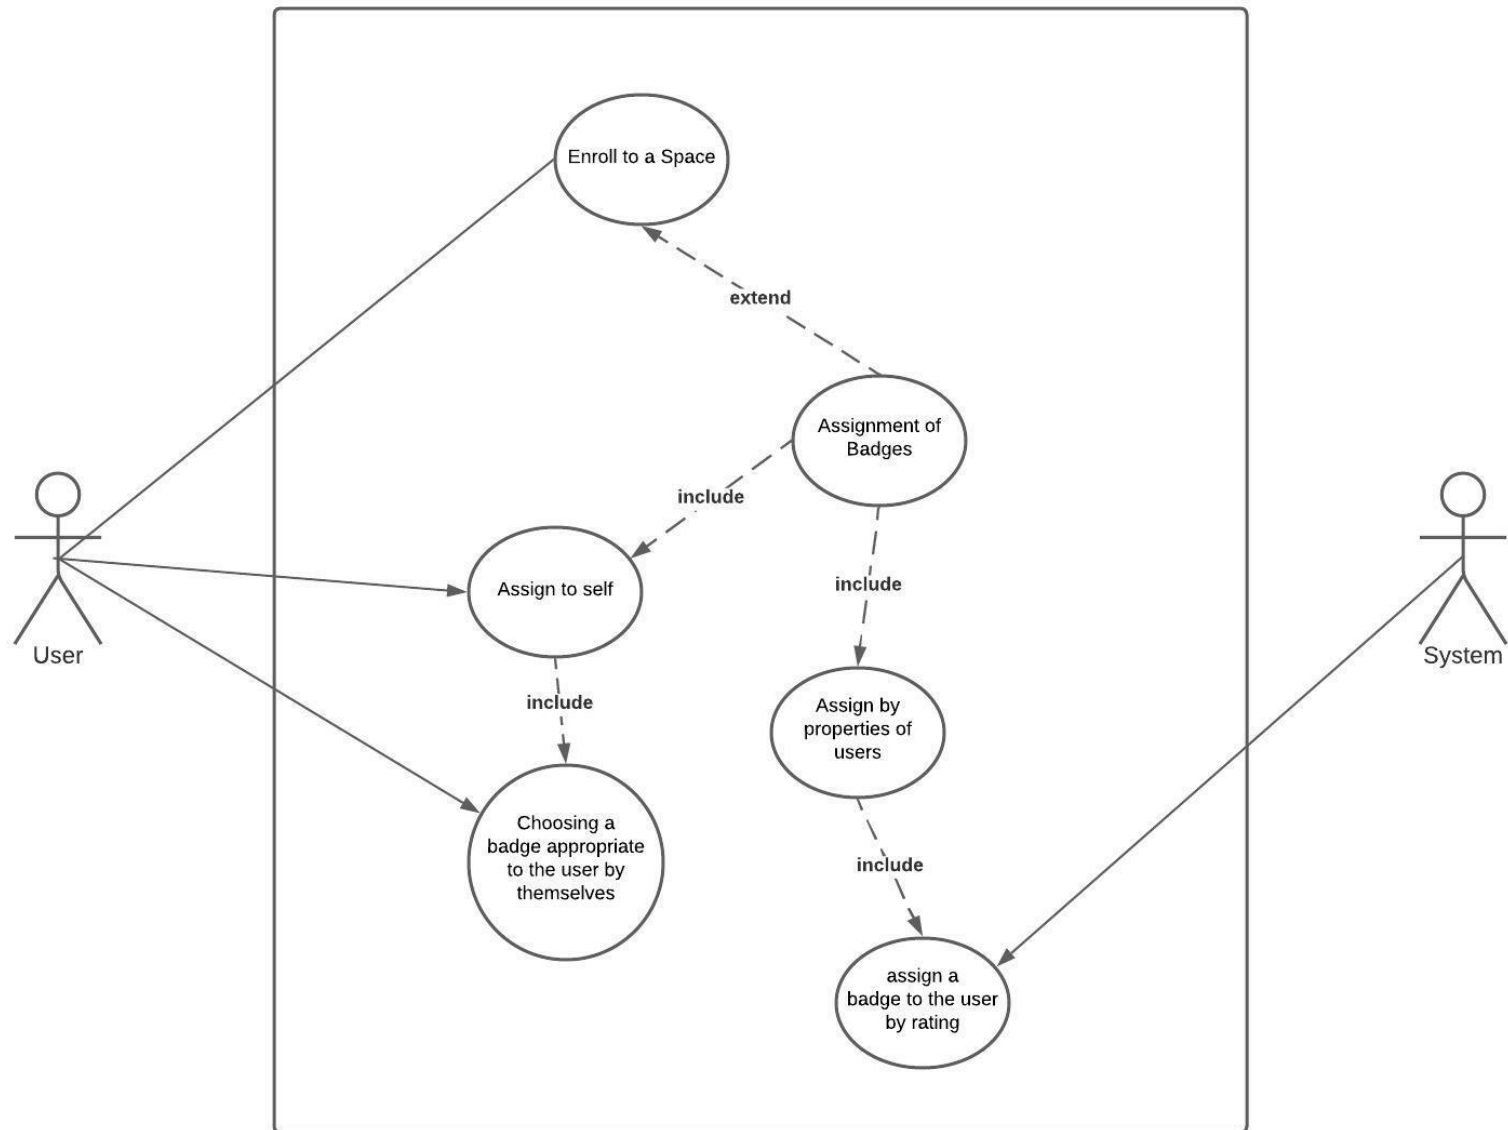 Enroll to a Space
extend
Assignment of
Badges
include
Assign to self
include
User
System
include
Assign by
properties of
users
Choosing a
badge appropriate
to the user by
themselves
include
assign a
badge to the user
by rating